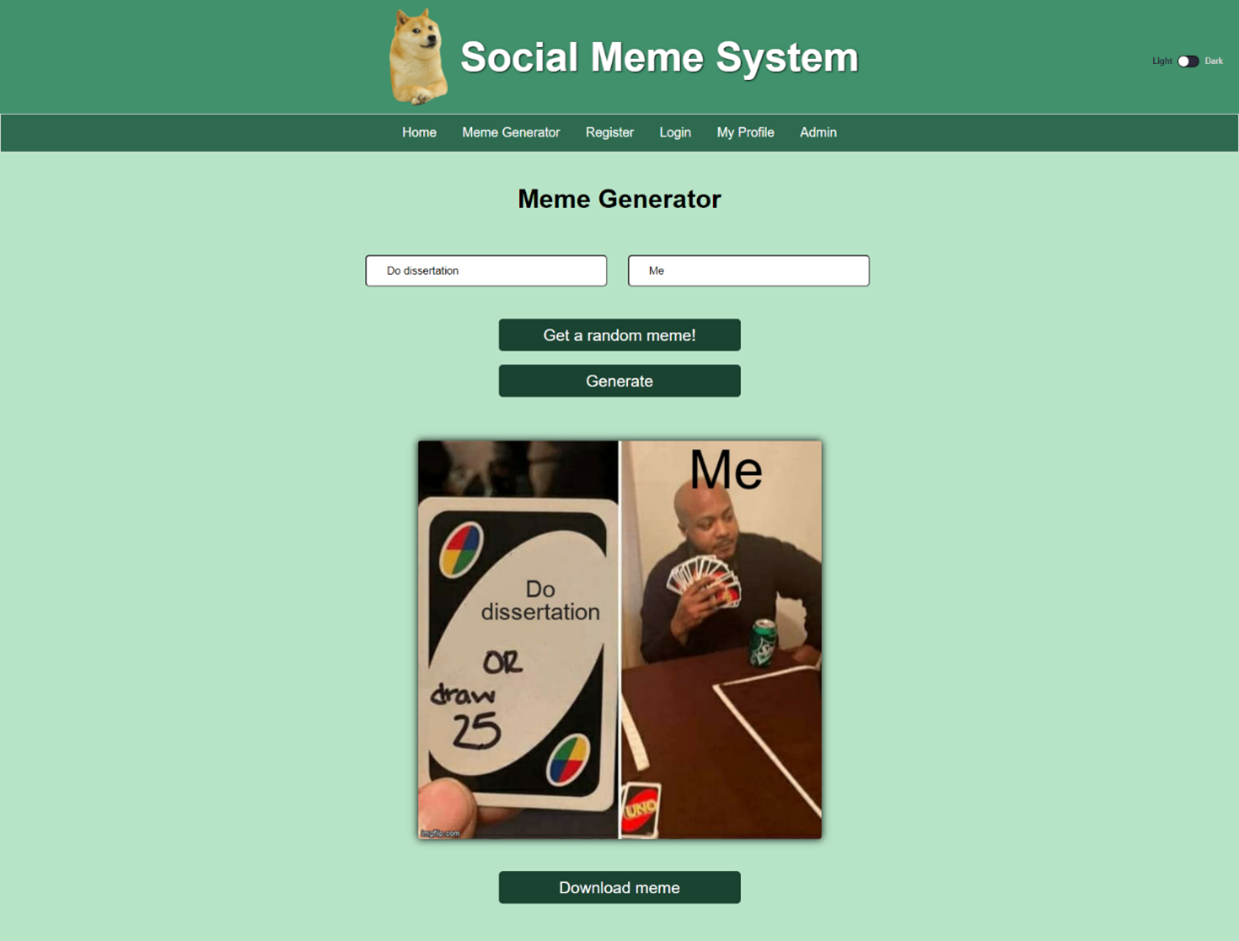 Social Meme System
Light Dark
Home Meme Generator Register Login My Profile Admin
Meme Generator
Do dissertation Me
Get a random meme!
Generate
Me
Do
dissertation
OR
draw
25
UNO
imgflip.com
Download meme